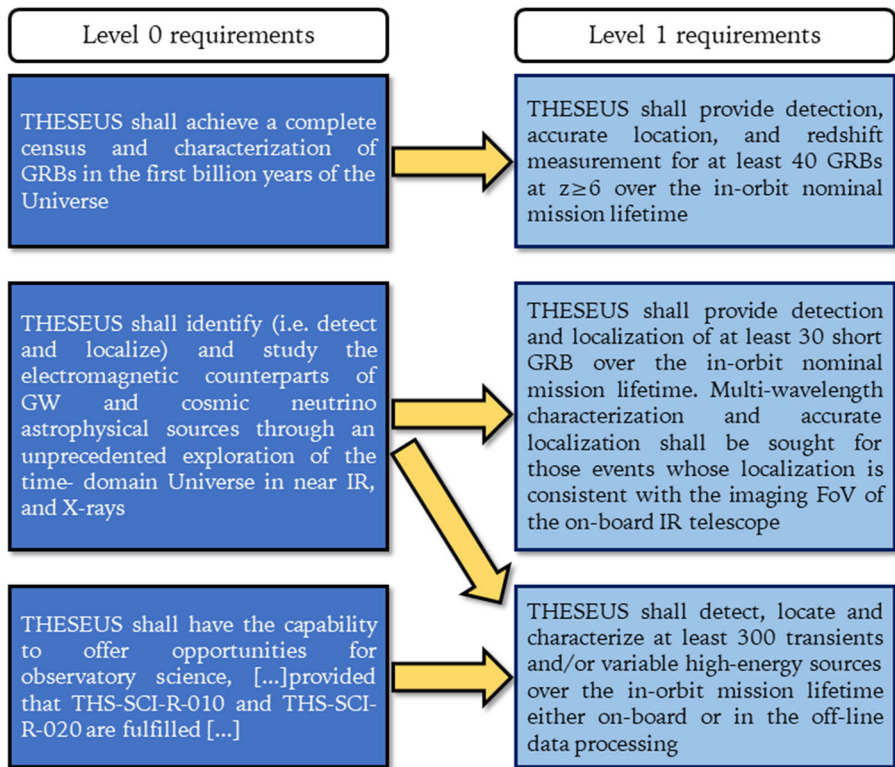 Level 0 requirements
Level 1 requirements
THESEUS shall achieve a complete
census and characterization of
GRBs in the first billion years of the
Universe
THESEUS shall provide detection,
accurate location, and redshift
measurement for at least 40 GRBs
at z≥6 over the in-orbit nominal
mission lifetime
THESEUS shall identify (i.e. detect
and localize) and study the
electromagnetic counterparts of
GW and cosmic neutrino
astrophysical sources through an
unprecedented exploration of the
time- domain Universe in near IR,
and X-rays
THESEUS shall provide detection
and localization of at least 30 short
GRB over the in-orbit nominal
mission lifetime. Multi-wavelength
characterization and accurate
localization shall be sought for
those events whose localization is
consistent with the imaging FoV of
the on-board IR telescope
THESEUS shall have the capability
to offer opportunities for
observatory science, [...]provided
that THS-SCI-R-010 and THS-SCI-
R-020 are fulfilled [...]
THESEUS shall detect, locate and
characterize at least 300 transients
and/or variable high-energy sources
over the in-orbit mission lifetime
either on-board or in the off-line
data processing